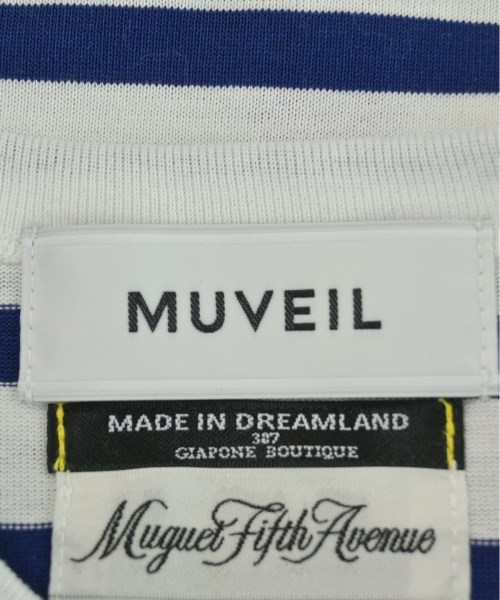 MUVEIL
MADE IN DREAMLAND
387
GIAPONE BOUTIQUE
Muguet Fifth Avenue